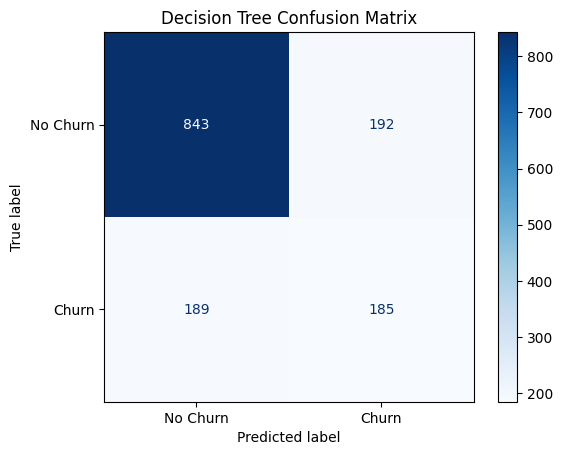 Decision Tree Confusion Matrix
No Churn
843
192
Churn
189
185
No Churn
Churn
True label
Predicted label
800
700
600
500
400
300
200